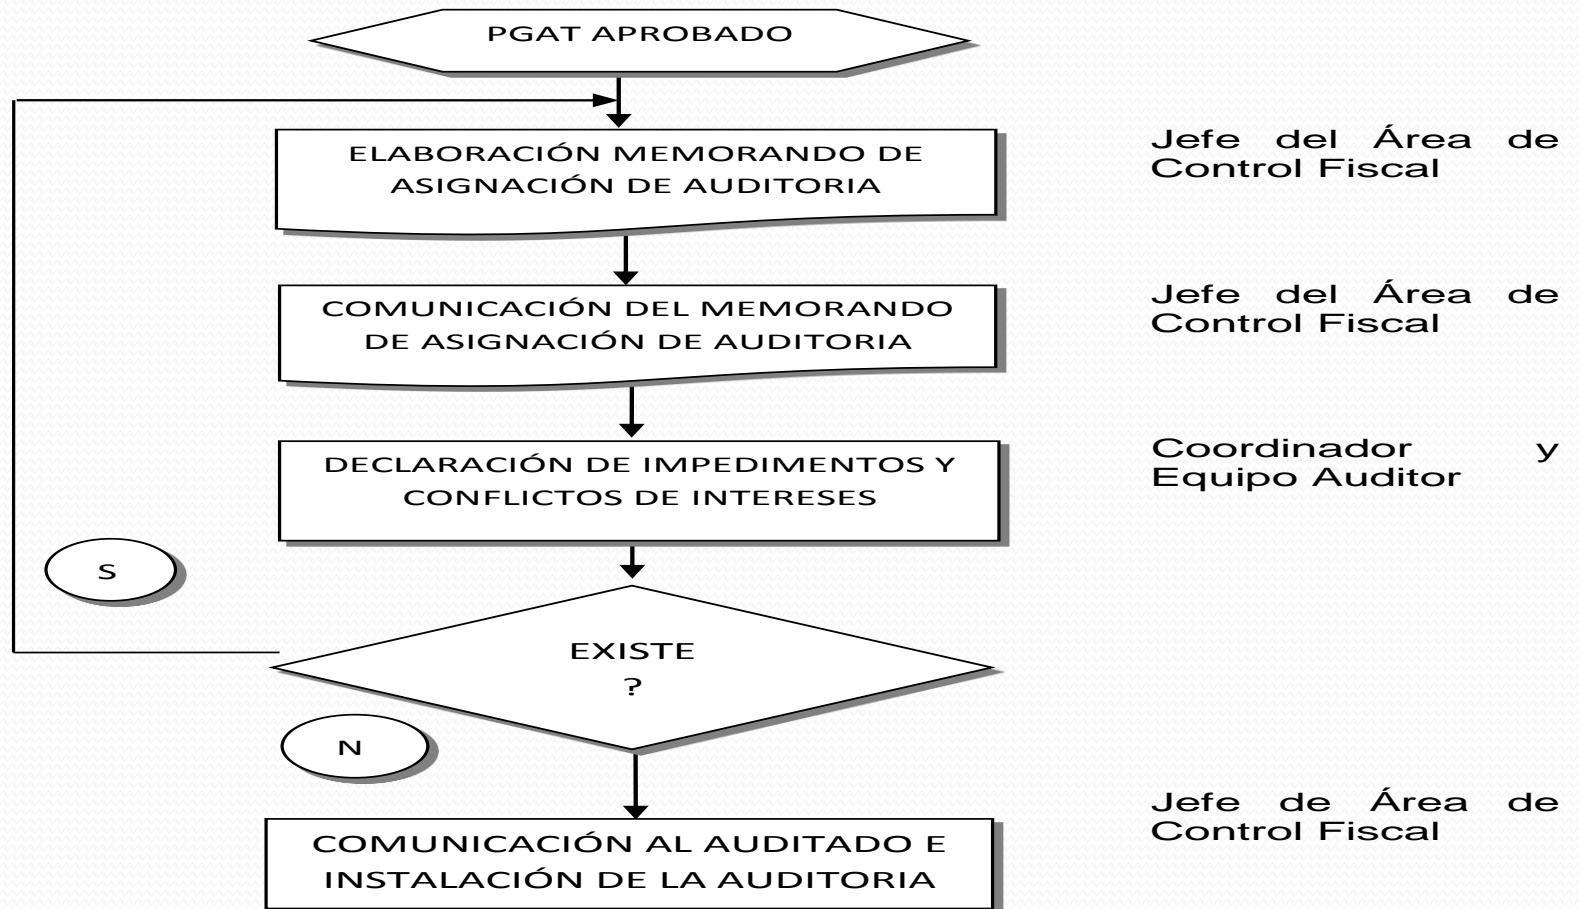 PGAT APROBADO
ELABORACIÓN MEMORANDO DE
ASIGNACIÓN DE AUDITORIA
Jefe del Área de
Control Fiscal
COMUNICACIÓN DEL MEMORANDO
DE ASIGNACIÓN DE AUDITORIA
Jefe del Área de
Control Fiscal
DECLARACIÓN DE IMPEDIMENTOS Y
CONFLICTOS DE INTERESES
Coordinador y
Equipo Auditor
S
EXISTE
?
N
COMUNICACIÓN AL AUDITADO E
INSTALACIÓN DE LA AUDITORIA
Jefe de Área de
Control Fiscal